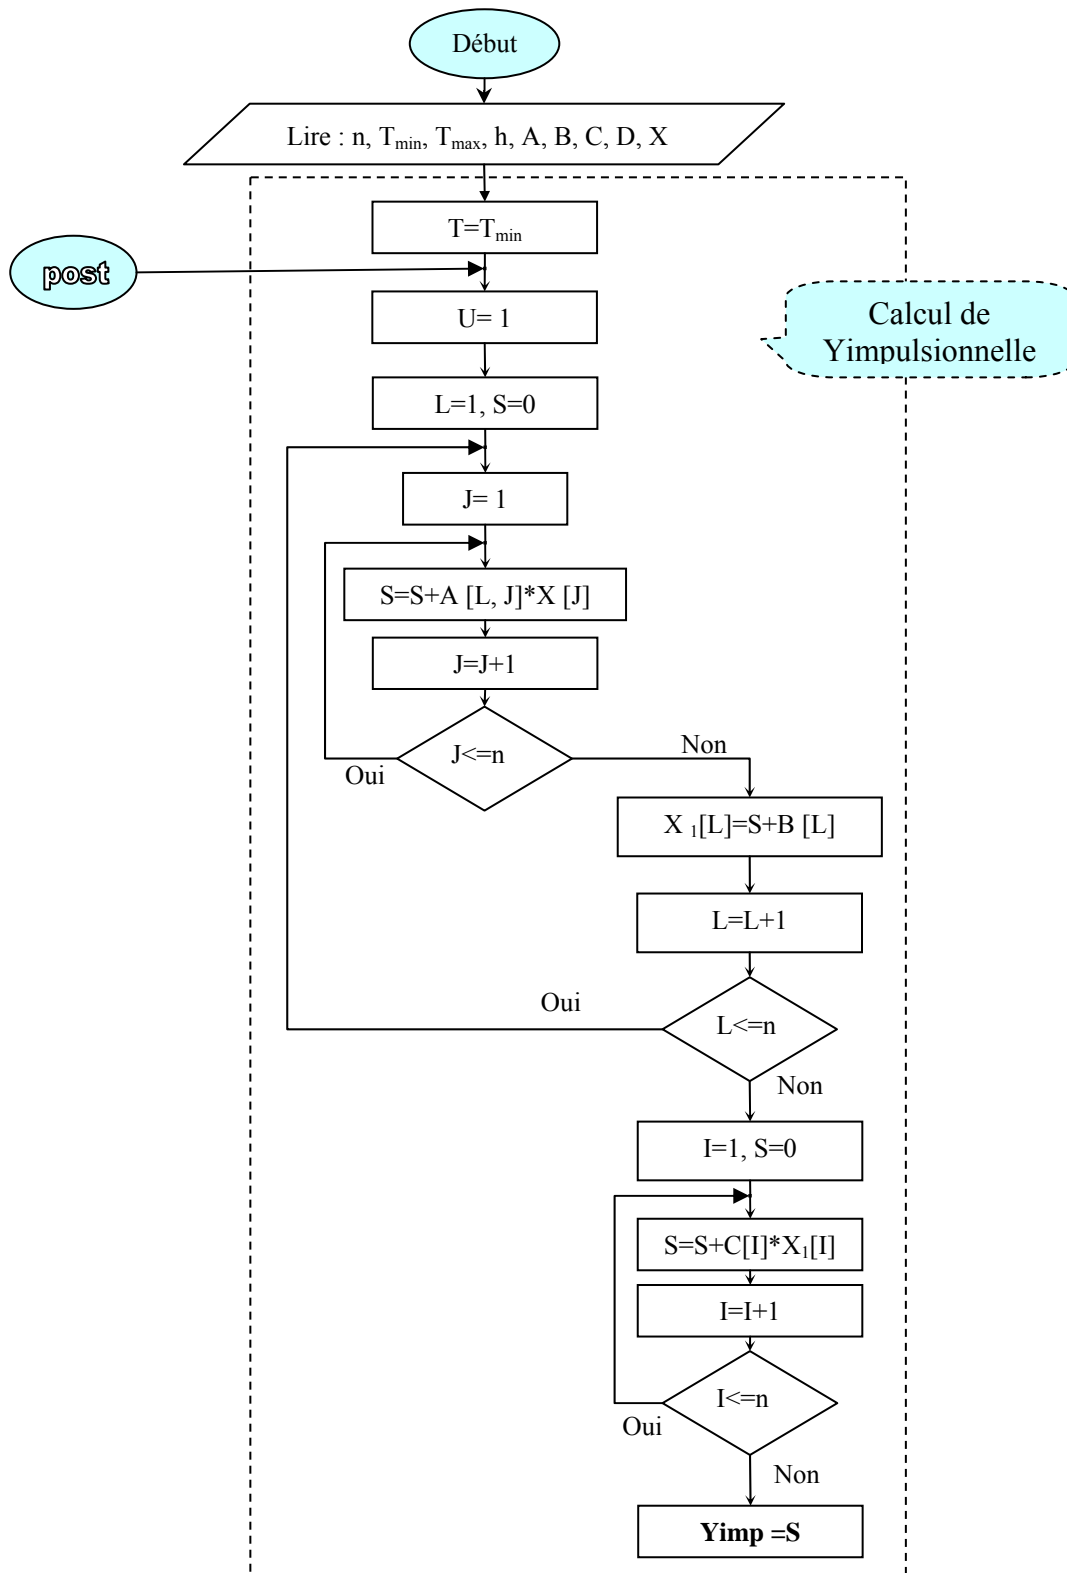 Début
Lire : n, Tmin, Tmax, h, A, B, C, D, X
T=Tmin
post
U= 1
Calcul de
Yimpulsionnelle
L=1, S=0
J= 1
S=S+A [L, J]*X [J]
J=J+1
J<=n
Non
Oui
X 1[L]=S+B [L]
L=L+1
Oui
L<=n
Non
I=1, S=0
S=S+C[I]*X1[I]
I=I+1
I<=n
Oui
Non
Yimp =S